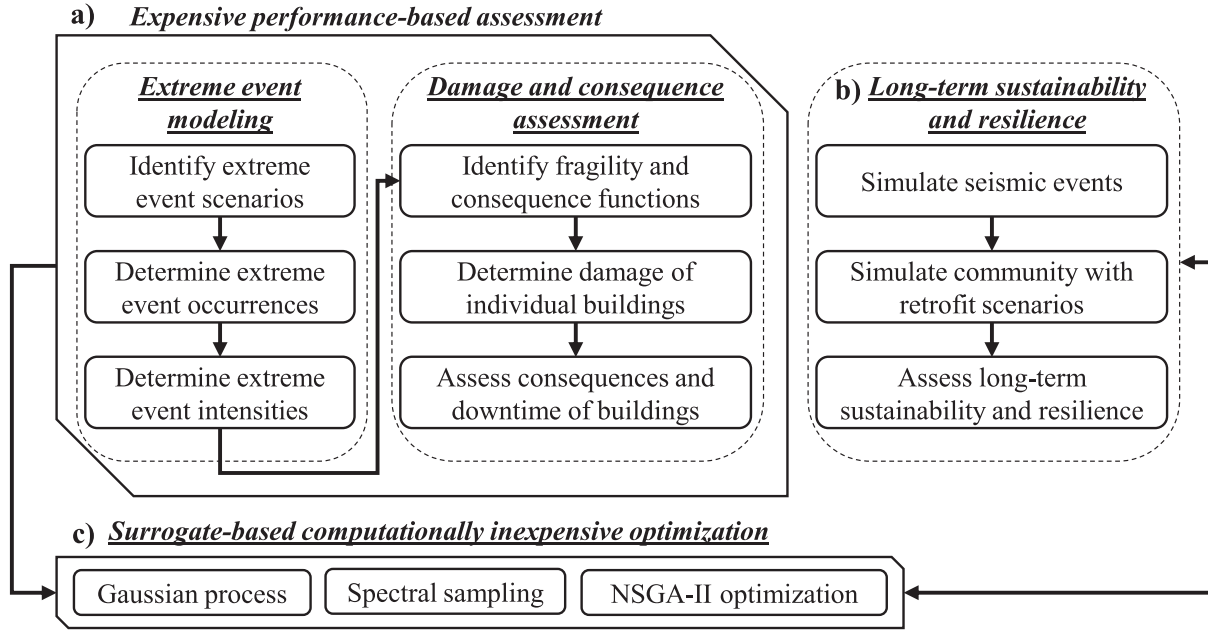 a) Expensive performance-based assessment
Extreme event
modeling
Identify extreme
event scenarios
Determine extreme
event occurrences
Determine extreme
event intensities
Damage and consequence
assessment
Identify fragility and
consequence functions
Determine damage of
individual buildings
Assess consequences and
downtime of buildings
b) Long-term sustainability
and resilience
Simulate seismic events
Simulate community with
retrofit scenarios
Assess long-term
sustainability and resilience
c) Surrogate-based computationally inexpensive optimization
Gaussian process
Spectral sampling
NSGA-II optimization